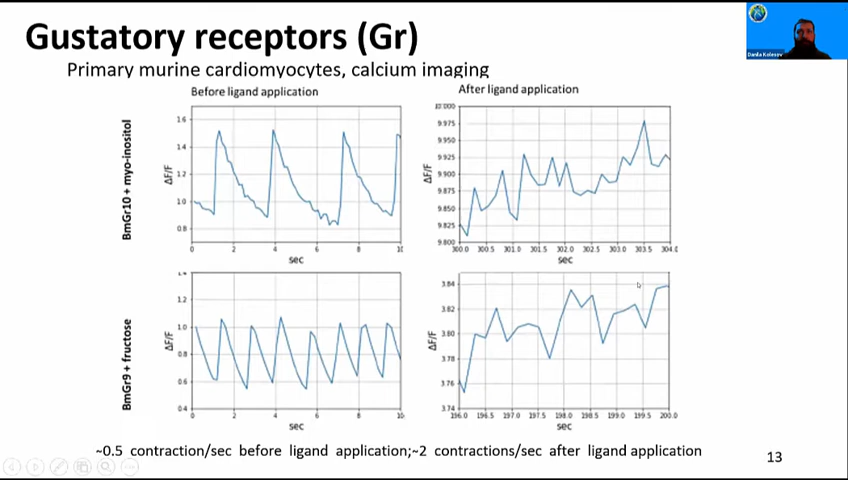 Gustatory receptors (Gr)
Primary murine cardiomyocytes, calcium imaging
Danila Kolesov
Before ligand application
After ligand application
BmGr10 + myo-inositol
ΔF/F
1.6
1.4
1.2
1.0
0.8
0 2 4 6 8 10
sec
ΔF/F
10.000
9.975
9.950
9.925
9.900
9.875
9.850
9.825
9.800
300.0 300.5 301.0 301.5 302.0 302.5 303.0 303.5 304.0
sec
BmGr9 + fructose
ΔF/F
1.4
1.2
1.0
0.8
0.6
0.4
0 2 4 6 8 10
sec
ΔF/F
3.84
3.82
3.80
3.78
3.76
3.74
196.0 196.5 197.0 197.5 198.0 198.5 199.0 199.5 200.0
sec
~0.5 contraction/sec before ligand application;~2 contractions/sec after ligand application
13